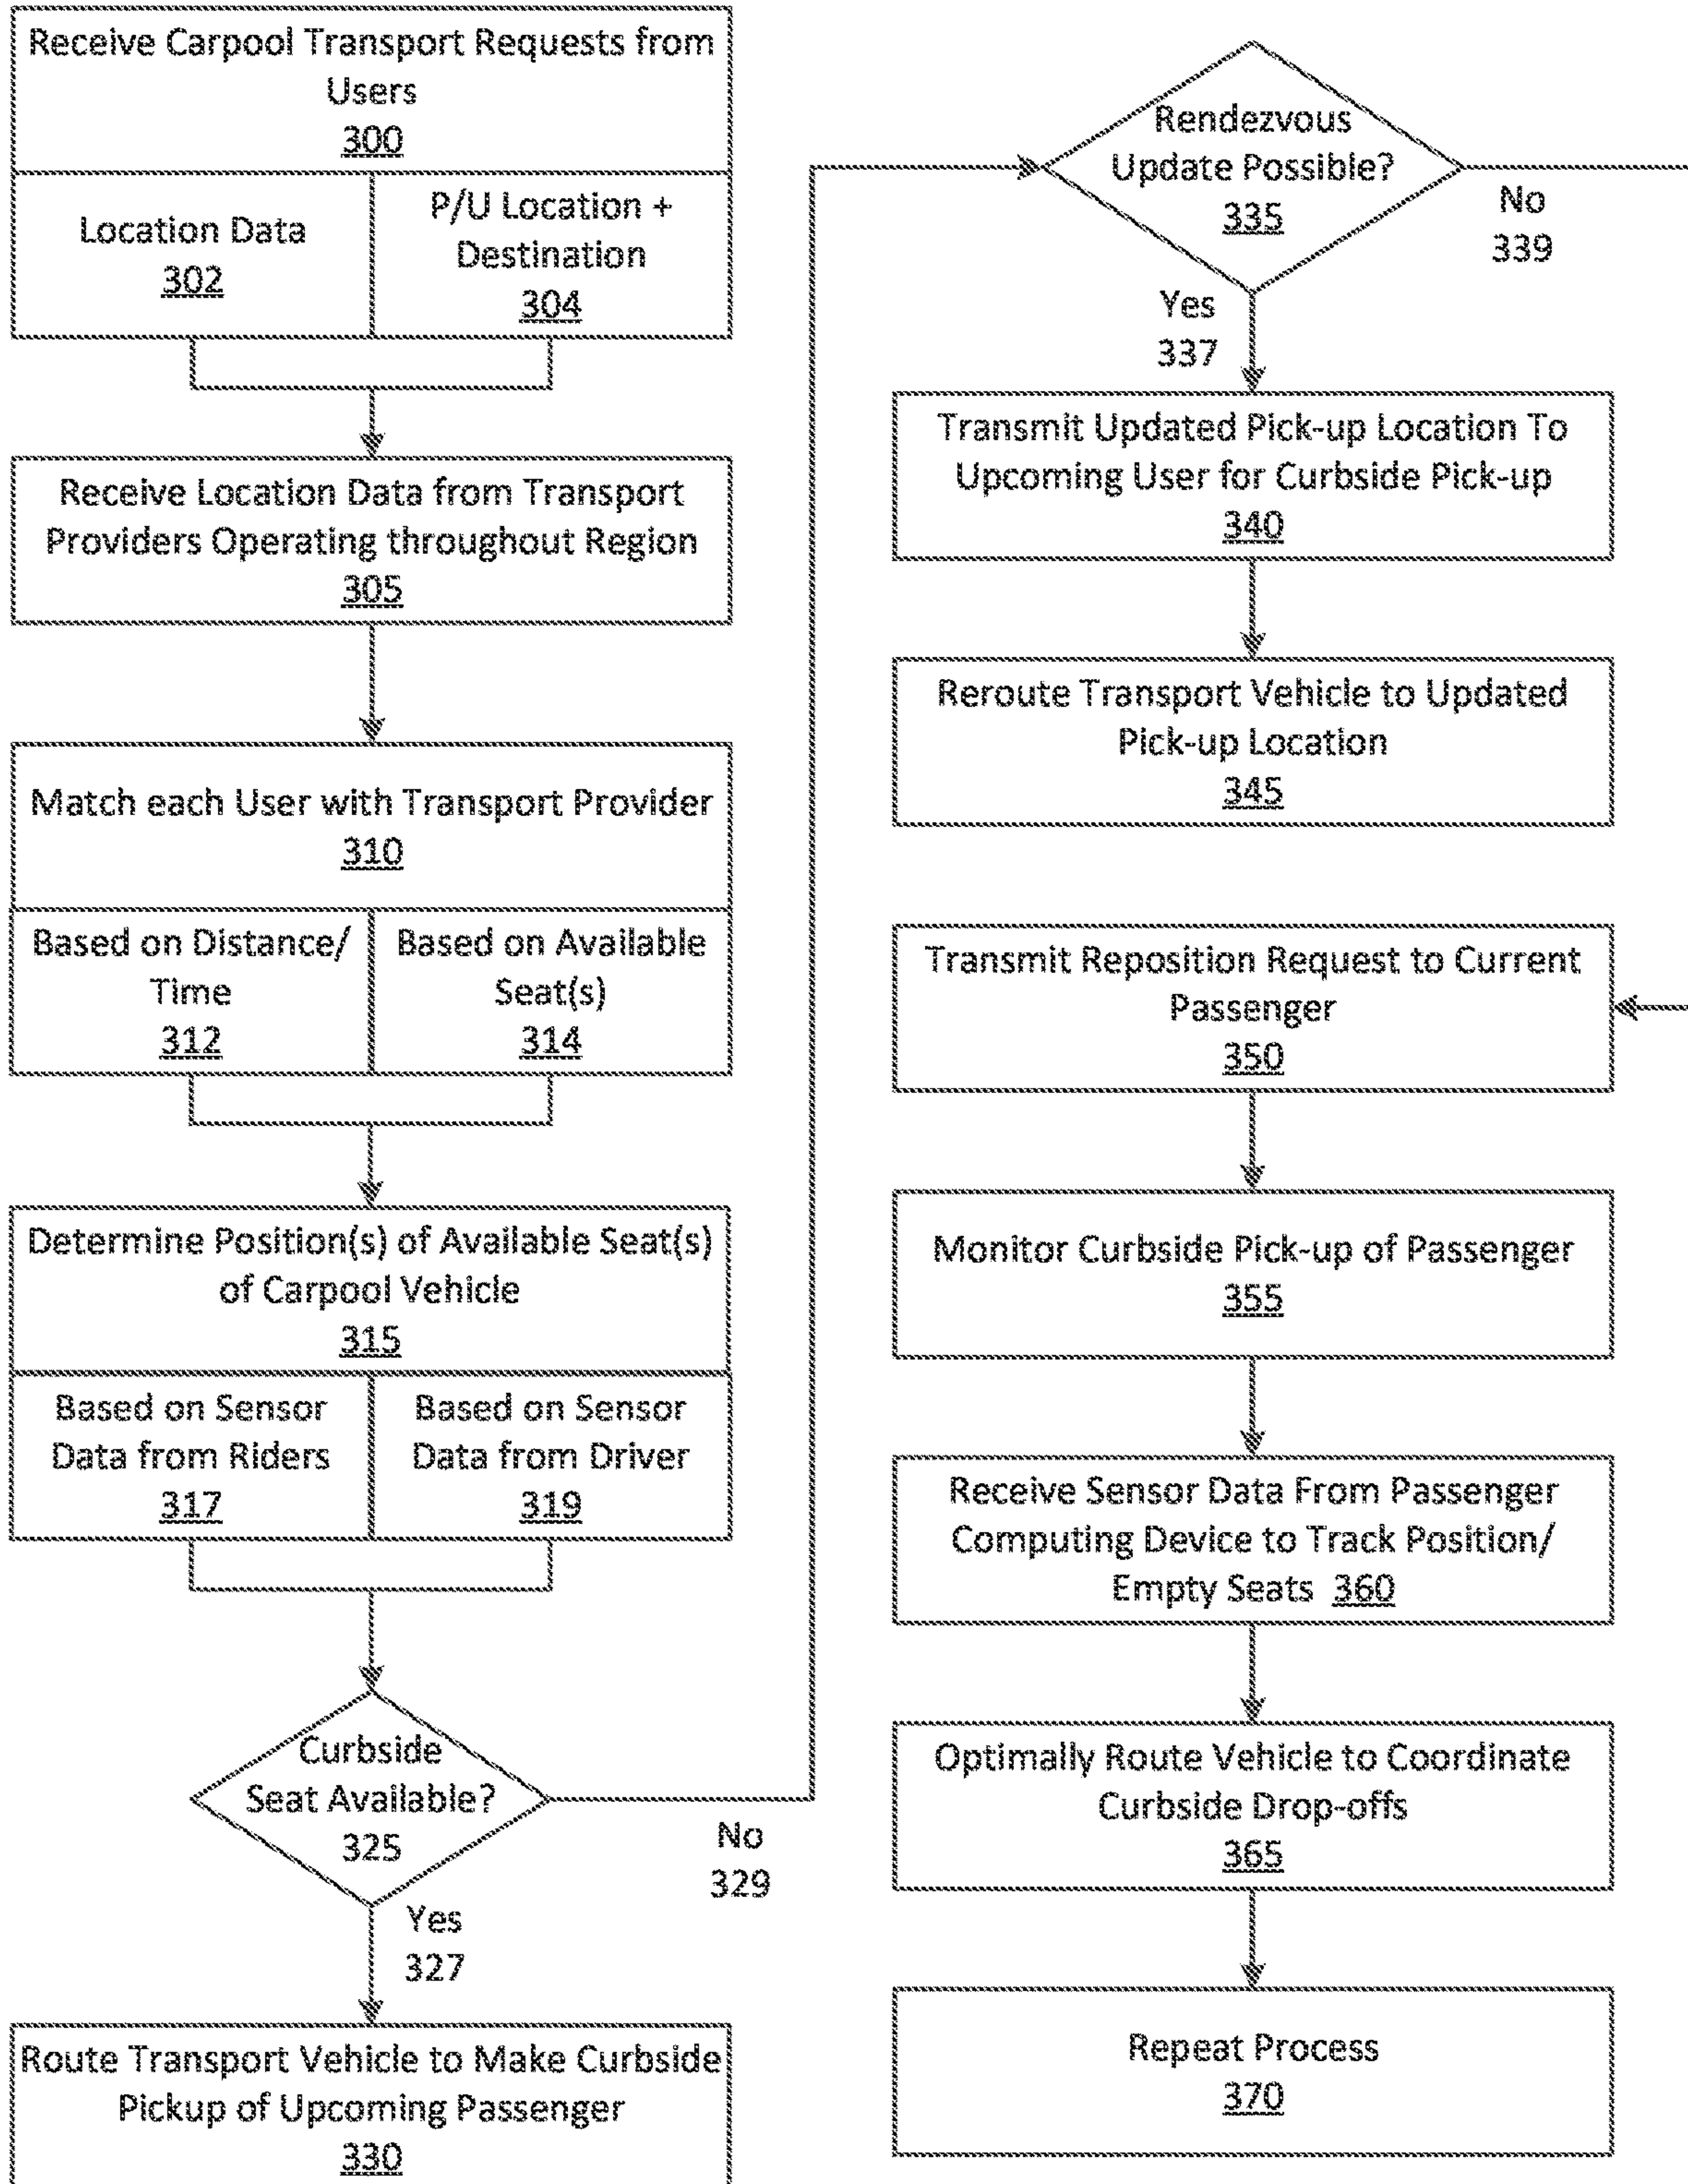 Receive Carpool Transport Requests from
Users
300
Location Data
302
P/U Location +
Destination
304
Receive Location Data from Transport
Providers Operating throughout Region
305
Match each User with Transport Provider
310
Based on Distance/
Time
312
Based on Available
Seat(s)
314
Determine Position(s) of Available Seat(s)
of Carpool Vehicle
315
Based on Sensor
Data from Riders
317
Based on Sensor
Data from Driver
319
Curbside
Seat Available?
325
No
329
Yes
327
Route Transport Vehicle to Make Curbside
Pickup of Upcoming Passenger
330
Rendezvous
Update Possible?
335
No
339
Yes
337
Transmit Updated Pick-up Location To
Upcoming User for Curbside Pick-up
340
Reroute Transport Vehicle to Updated
Pick-up Location
345
Transmit Reposition Request to Current
Passenger
350
Monitor Curbside Pick-up of Passenger
355
Receive Sensor Data From Passenger
Computing Device to Track Position/
Empty Seats 360
Optimally Route Vehicle to Coordinate
Curbside Drop-offs
365
Repeat Process
370